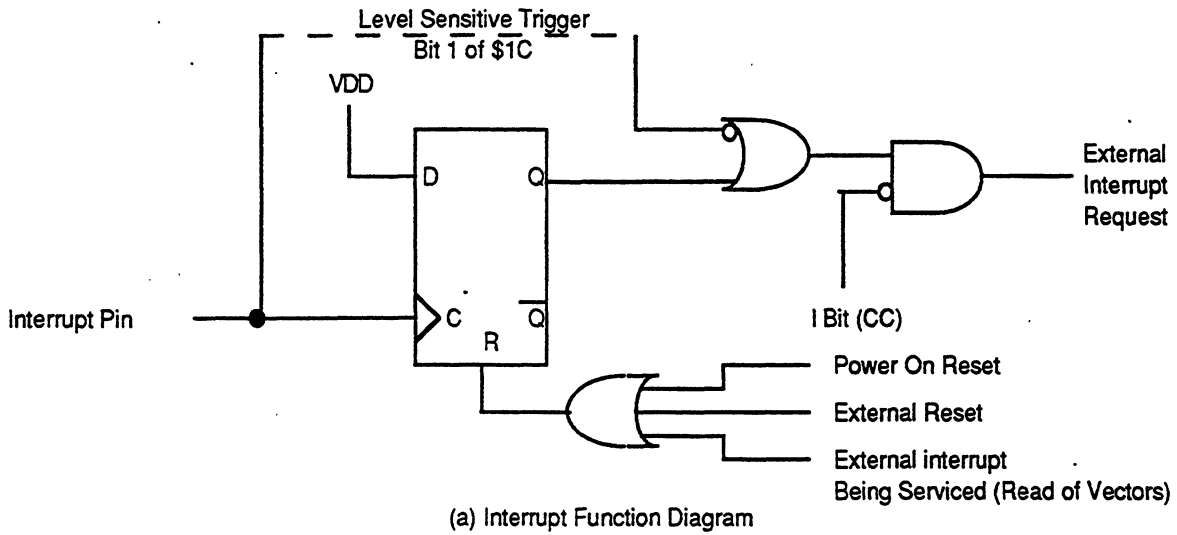 Level Sensitive Trigger
Bit 1 of $1C
VDD
D
Q
External
Interrupt
Request
Interrupt Pin
C
Q
R
I Bit (CC)
Power On Reset
External Reset
External interrupt
Being Serviced (Read of Vectors)
(a) Interrupt Function Diagram